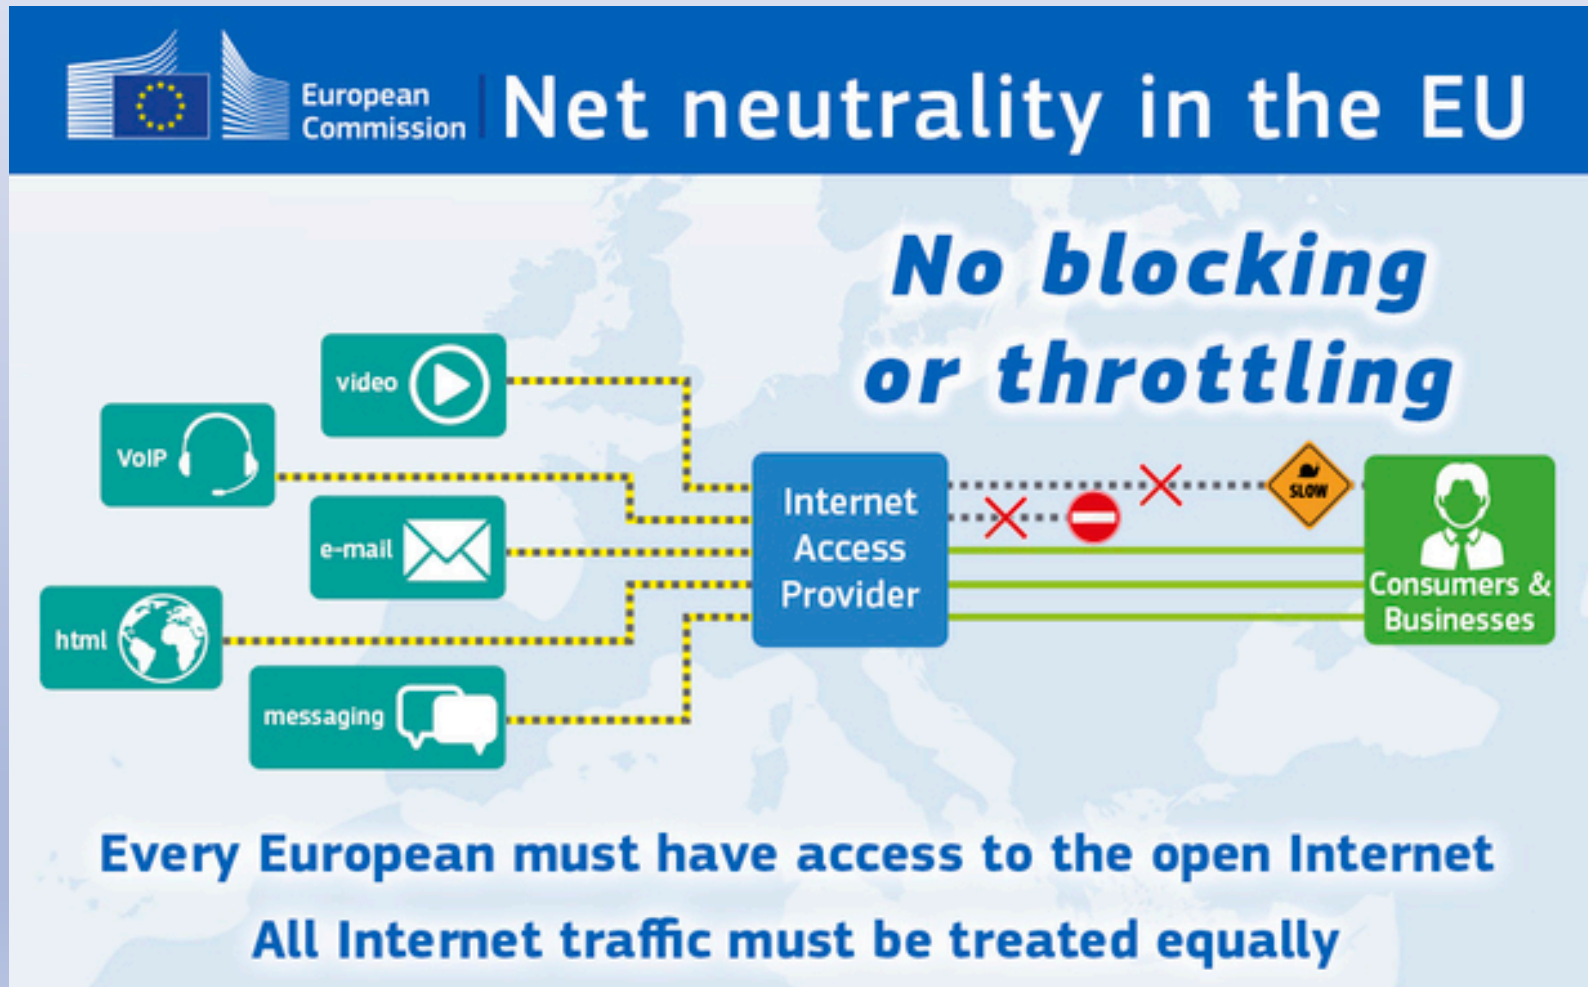 European
Commission
Net neutrality in the EU
No blocking
or throttling
video
VoIP
e-mail
html
messaging
Internet
Access
Provider
SLOW
Consumers &
Businesses
Every European must have access to the open Internet
All Internet traffic must be treated equally